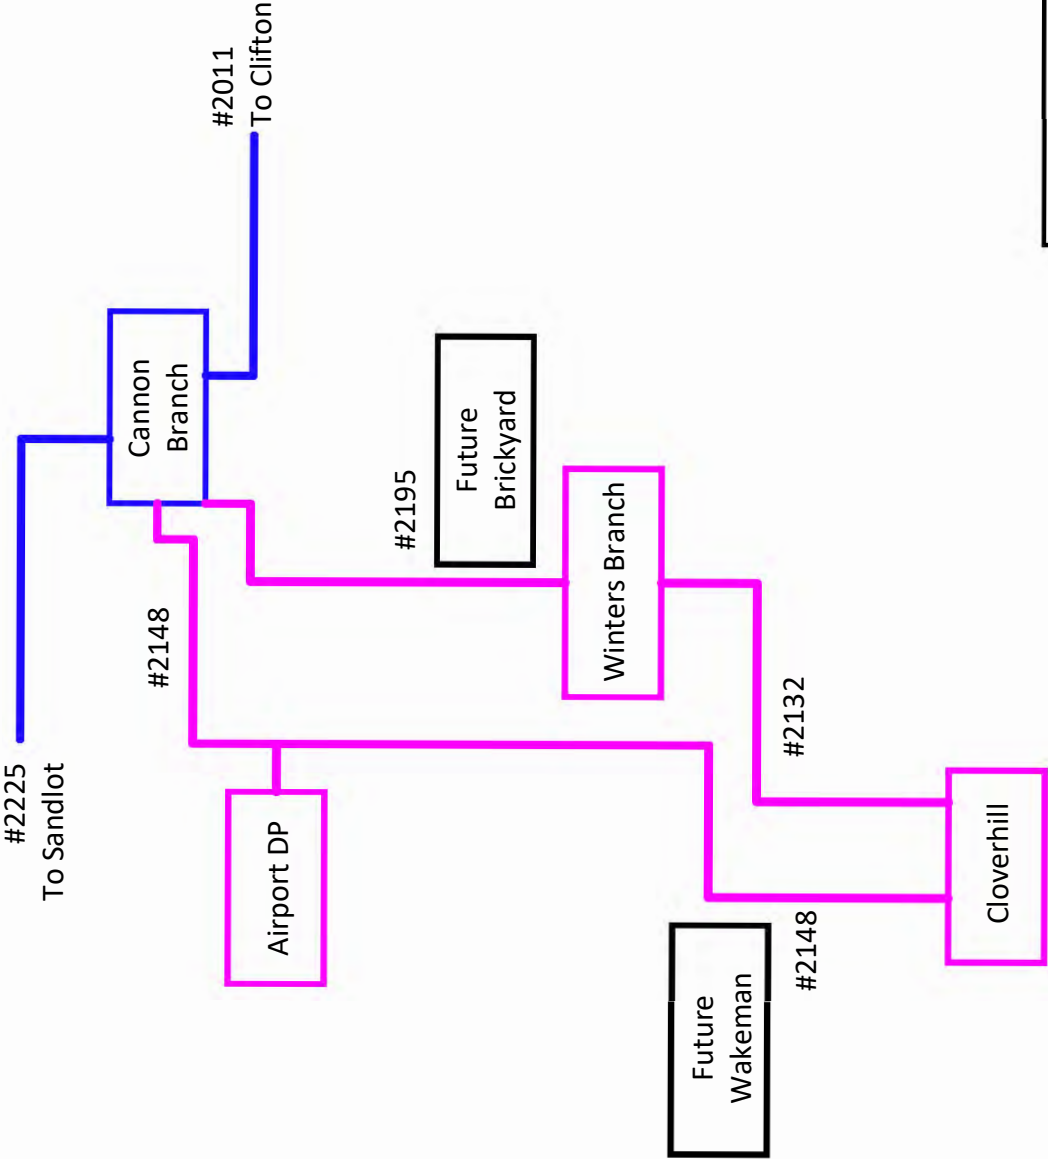 #2225
To Sandlot
#2011
To Clifton
Cannon
Branch
#2148
#2195
Future
Brickyard
Winters Branch
Airport DP
#2132
Future
Wakeman
#2148
Cloverhill